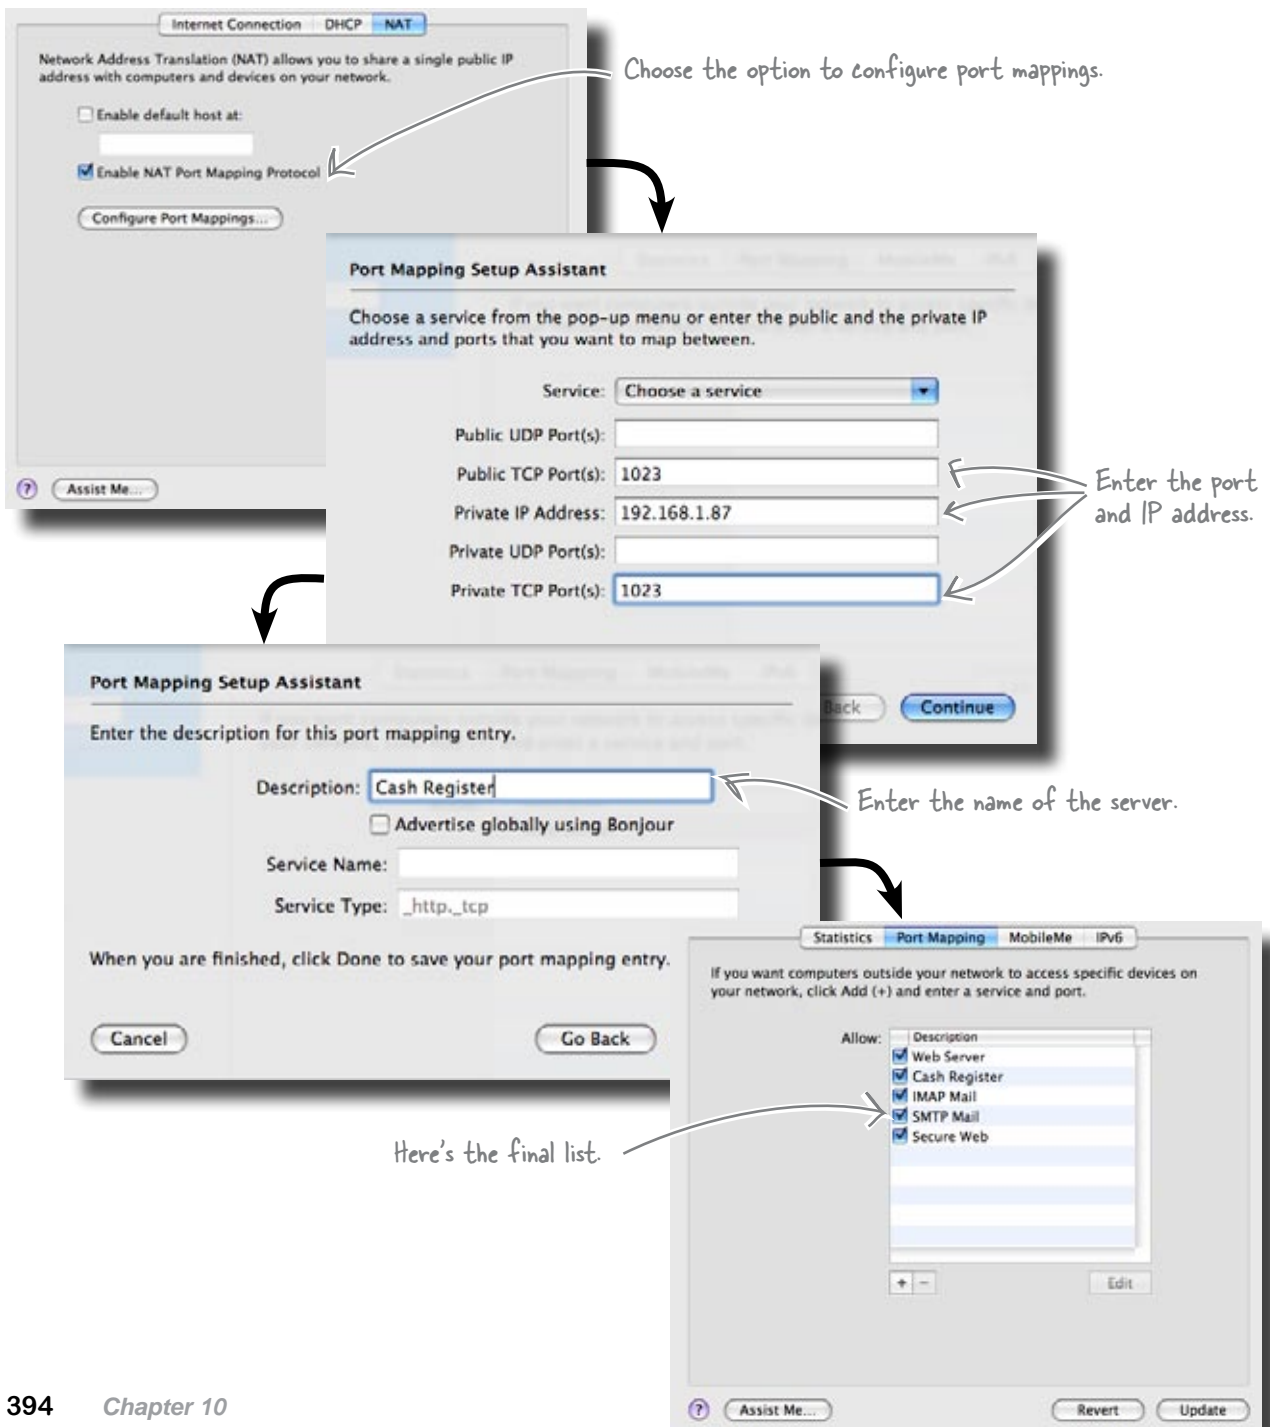 Internet Connection DHCP NAT
Network Address Translation (NAT) allows you to share a single public IP
address with computers and devices on your network.
Enable default host at:
Enable NAT Port Mapping Protocol
Configure Port Mappings...
? Assist Me...
Choose the option to configure port mappings.
Port Mapping Setup Assistant
Choose a service from the pop-up menu or enter the public and the private IP
address and ports that you want to map between.
Service: Choose a service
Public UDP Port(s):
Public TCP Port(s): 1023
Private IP Address: 192.168.1.87
Private UDP Port(s):
Private TCP Port(s): 1023
Back Continue
Enter the port
and IP address.
Port Mapping Setup Assistant
Enter the description for this port mapping entry.
Description: Cash Register
Advertise globally using Bonjour
Service Name:
Service Type: _http._tcp
When you are finished, click Done to save your port mapping entry.
Cancel Go Back
Enter the name of the server.
Statistics Port Mapping MobileMe IPv6
If you want computers outside your network to access specific devices on
your network, click Add (+) and enter a service and port.
Allow: Description
Web Server
Cash Register
IMAP Mail
SMTP Mail
Secure Web
+ - Edit
? Assist Me... Revert Update
Here's the final list.
394 Chapter 10